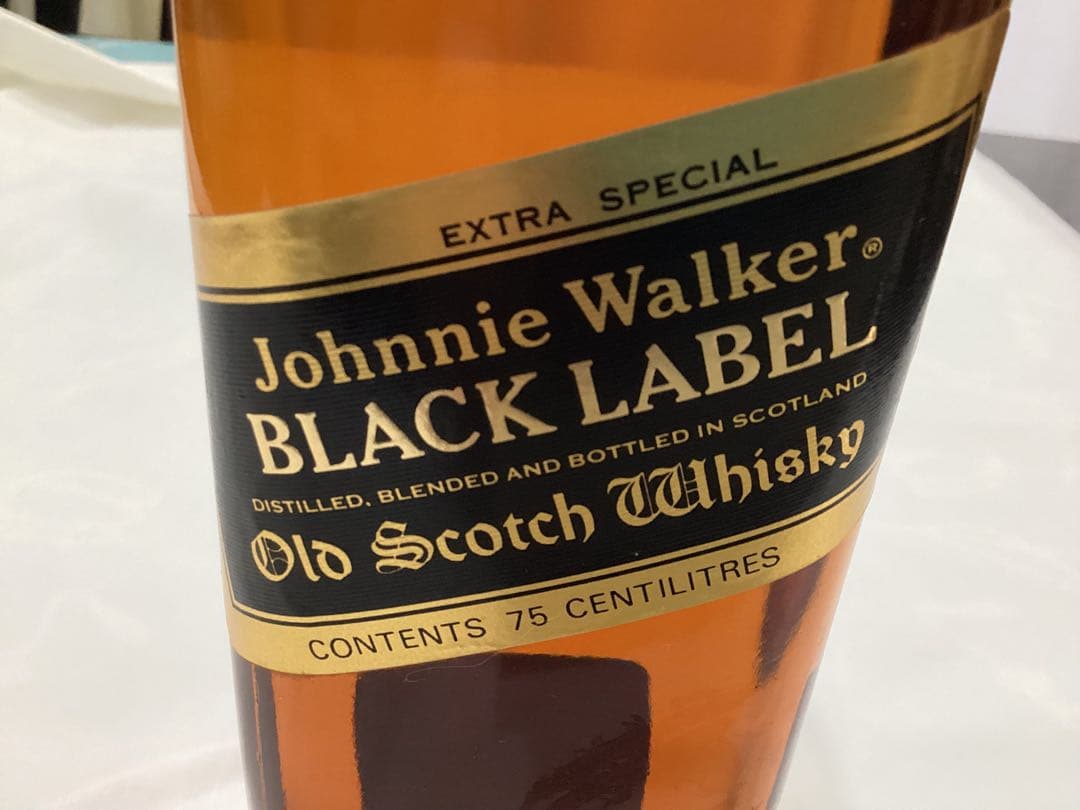 EXTRA SPECIAL
Johnnie Walker®
BLACK LABEL
DISTILLED, BLENDED AND BOTTLED IN SCOTLAND
Old Scotch Whisky
CONTENTS 75 CENTILITRES